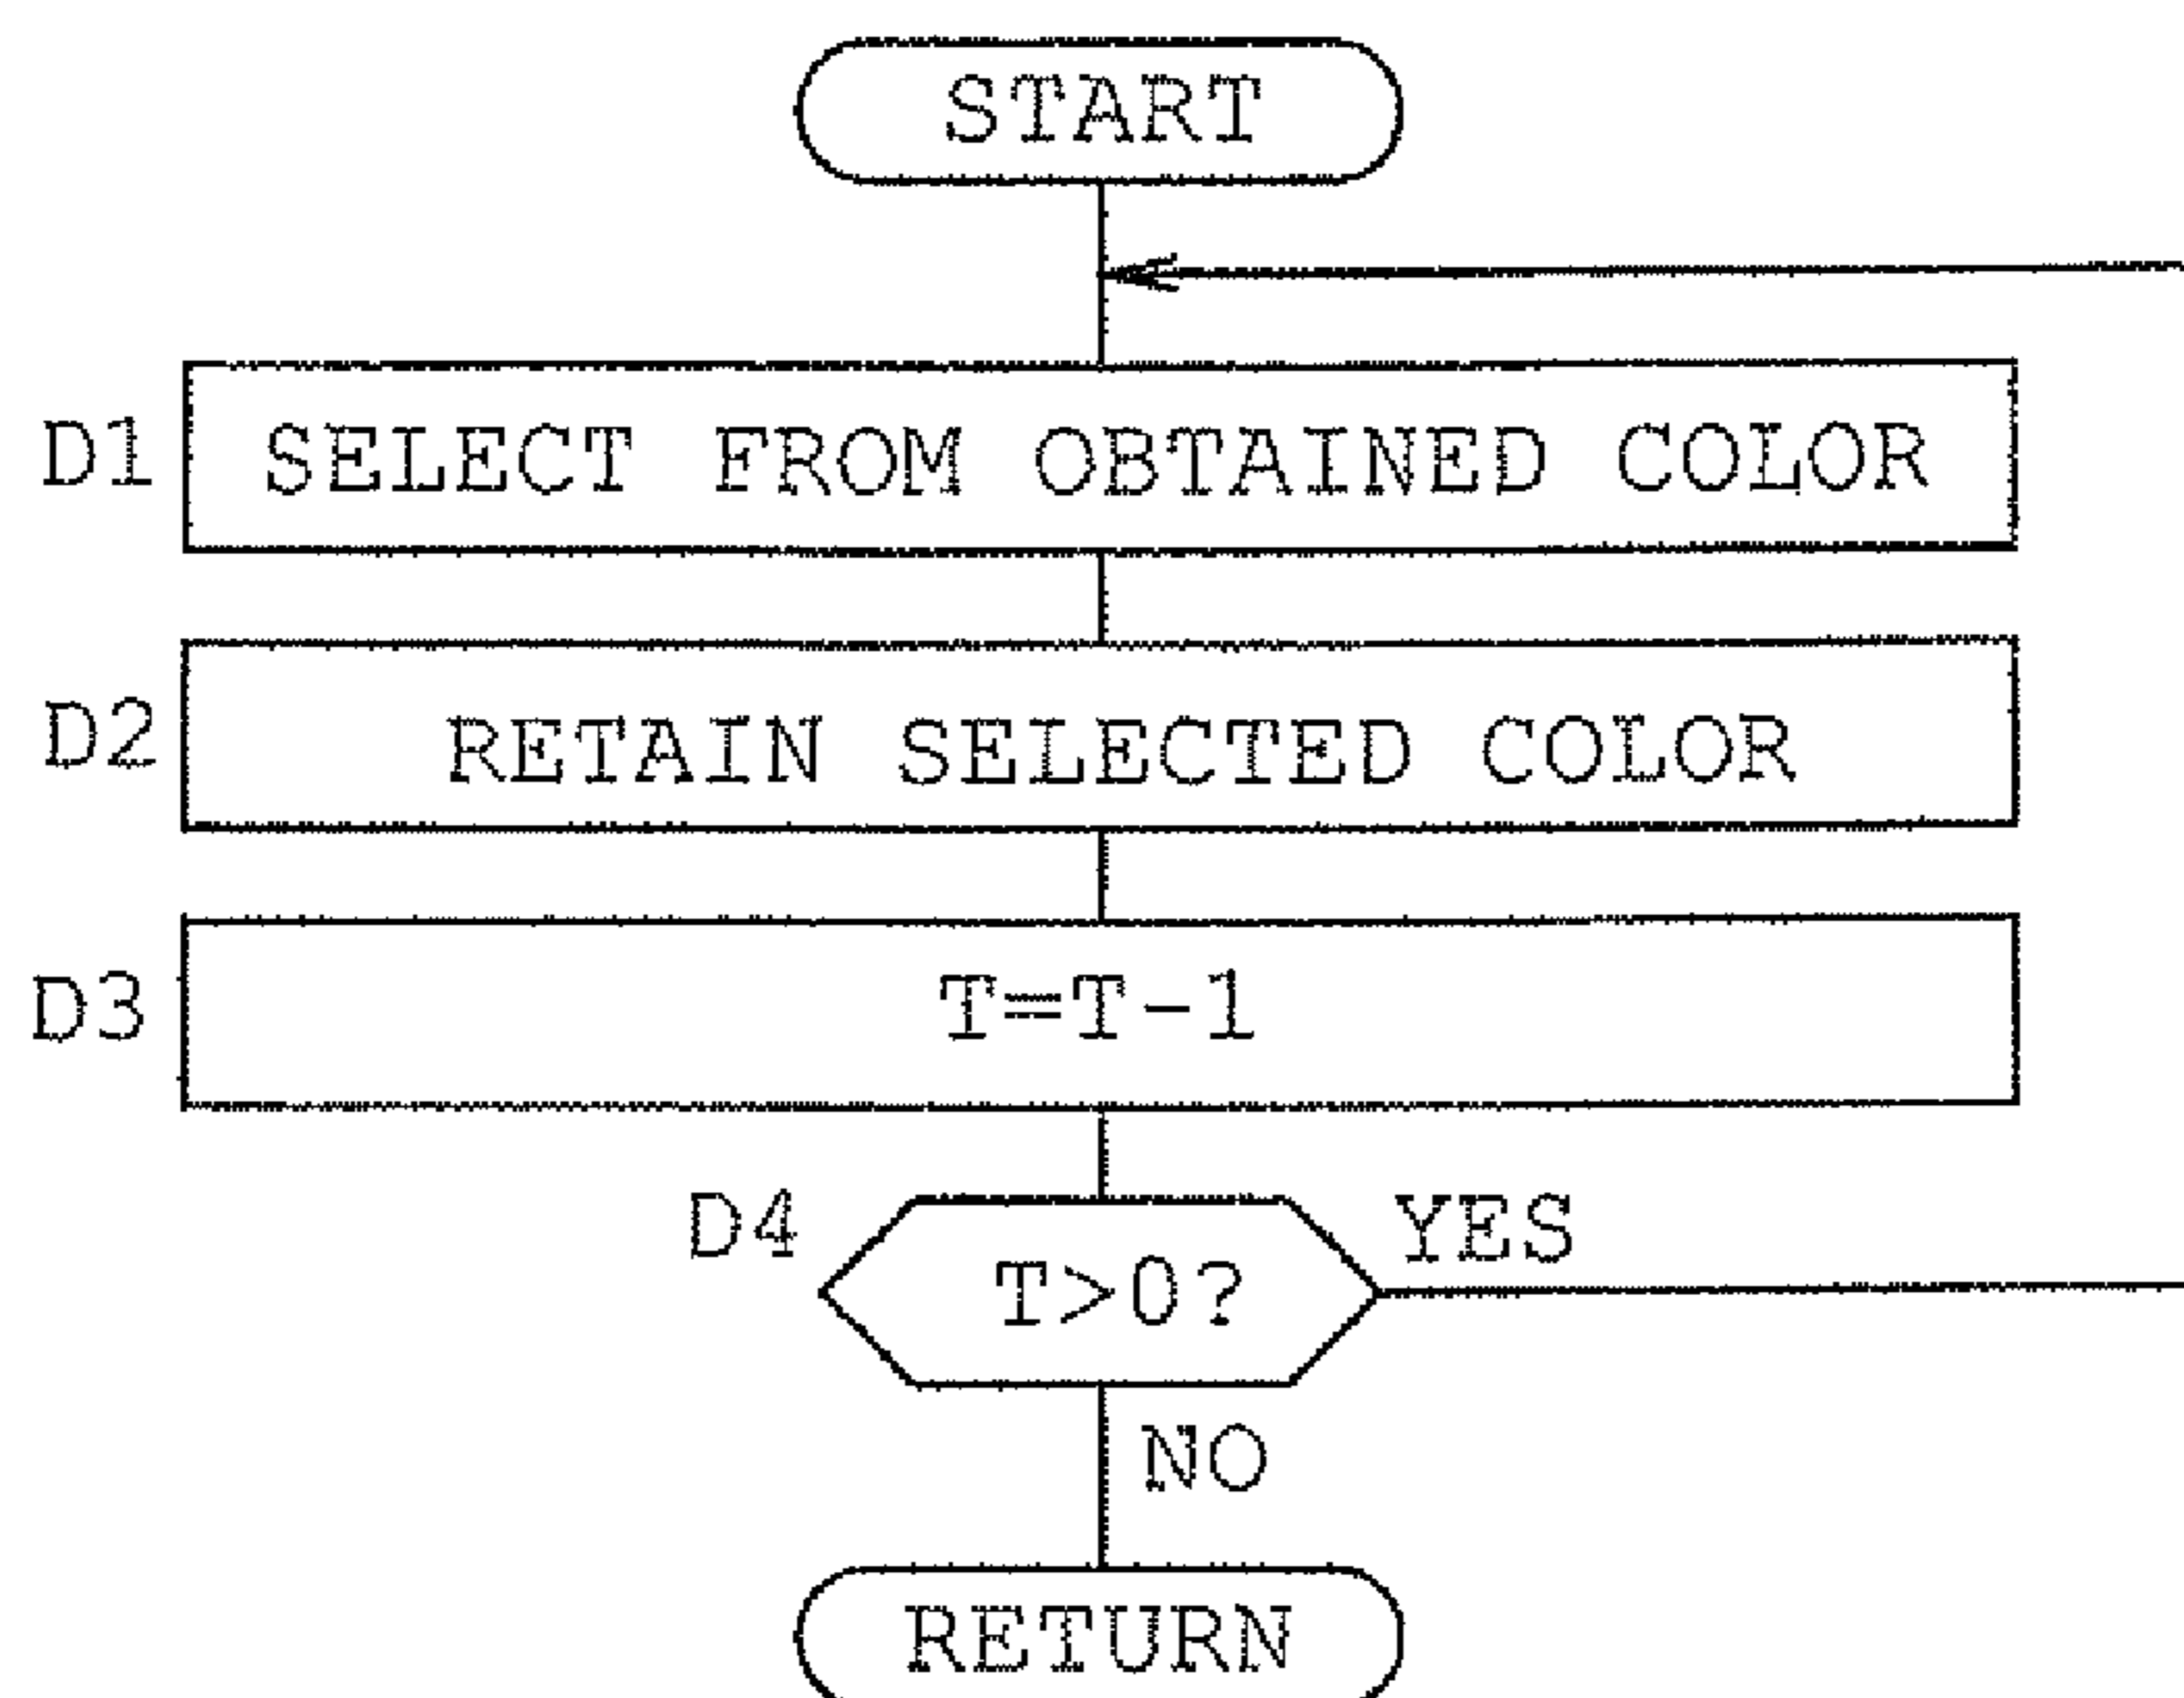 START
D1 SELECT FROM OBTAINED COLOR
D2 RETAIN SELECTED COLOR
D3 T=T-1
D4 T>0? YES
NO
RETURN